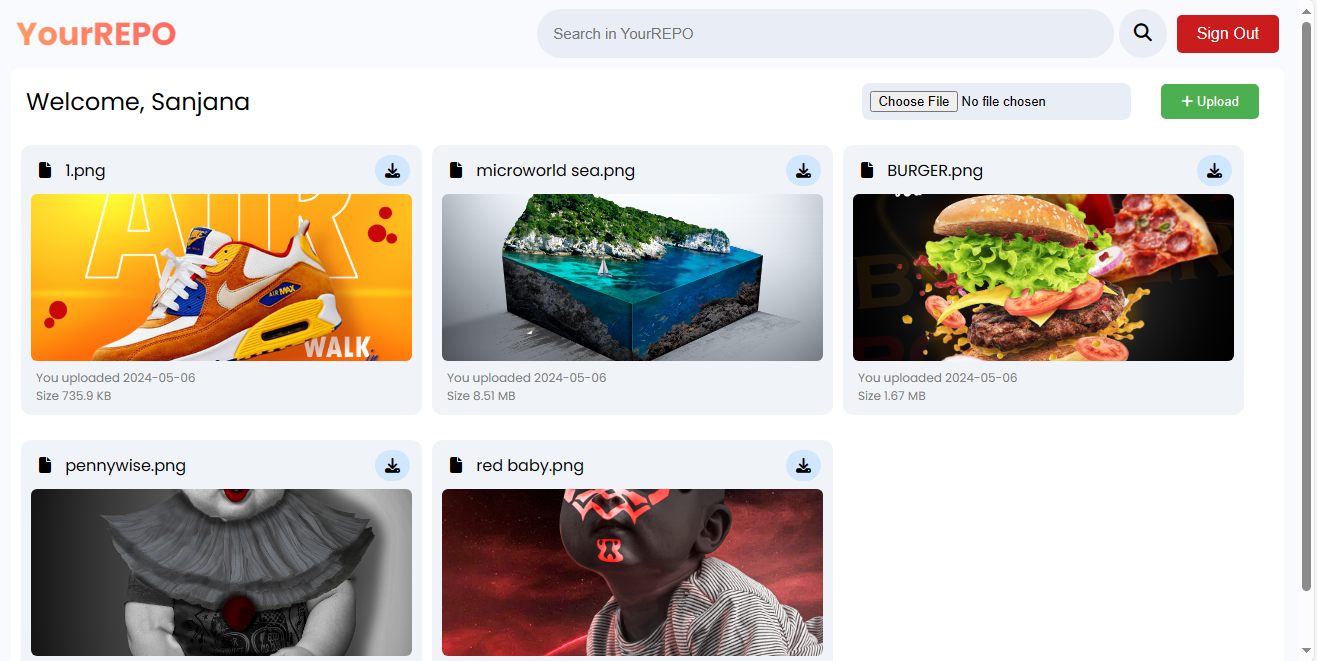 YourREPO
Search in YourREPO
Sign Out
Welcome, Sanjana
Choose File No file chosen
+ Upload
1.png
microworld sea.png
BURGER.png
AIR
AIR MAX
WALK
You uploaded 2024-05-06
Size 735.9 KB
You uploaded 2024-05-06
Size 8.51 MB
You uploaded 2024-05-06
Size 1.67 MB
pennywise.png
red baby.png